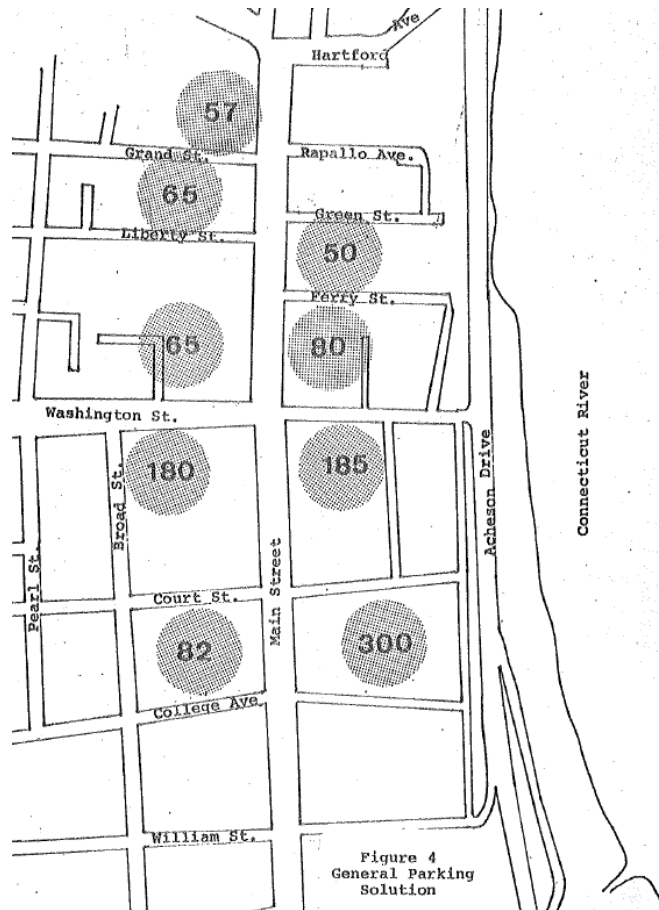 Ave
Hartford
57
Grand St.
Rapallo Ave.
65
Green St.
Liberty St.
50
Ferry St.
65
80
Washington St.
180
185
Broad St.
Acheson Drive
Connecticut River
Pearl St.
Main Street
Court St.
82
300
College Ave
William St.
Figure 4
General Parking
Solution